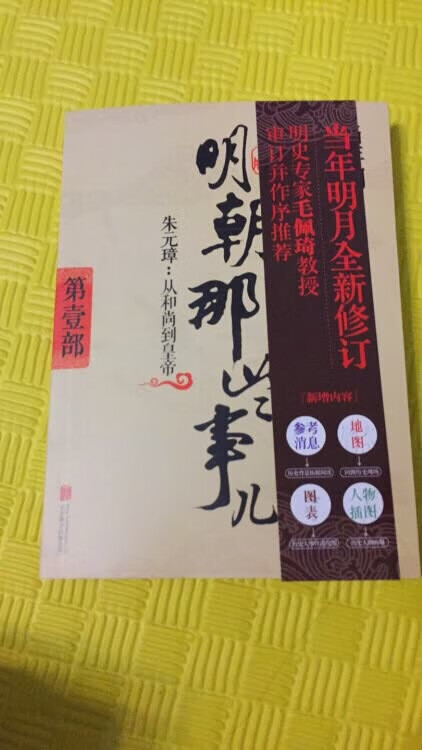 当年明月全新修订
明史专家毛佩琦教授
审订并作序推荐
明朝那些事儿
朱元璋：从和尚到皇帝
第壹部
「新增内容」
参考
消息
地
图
图
表
人物
插图